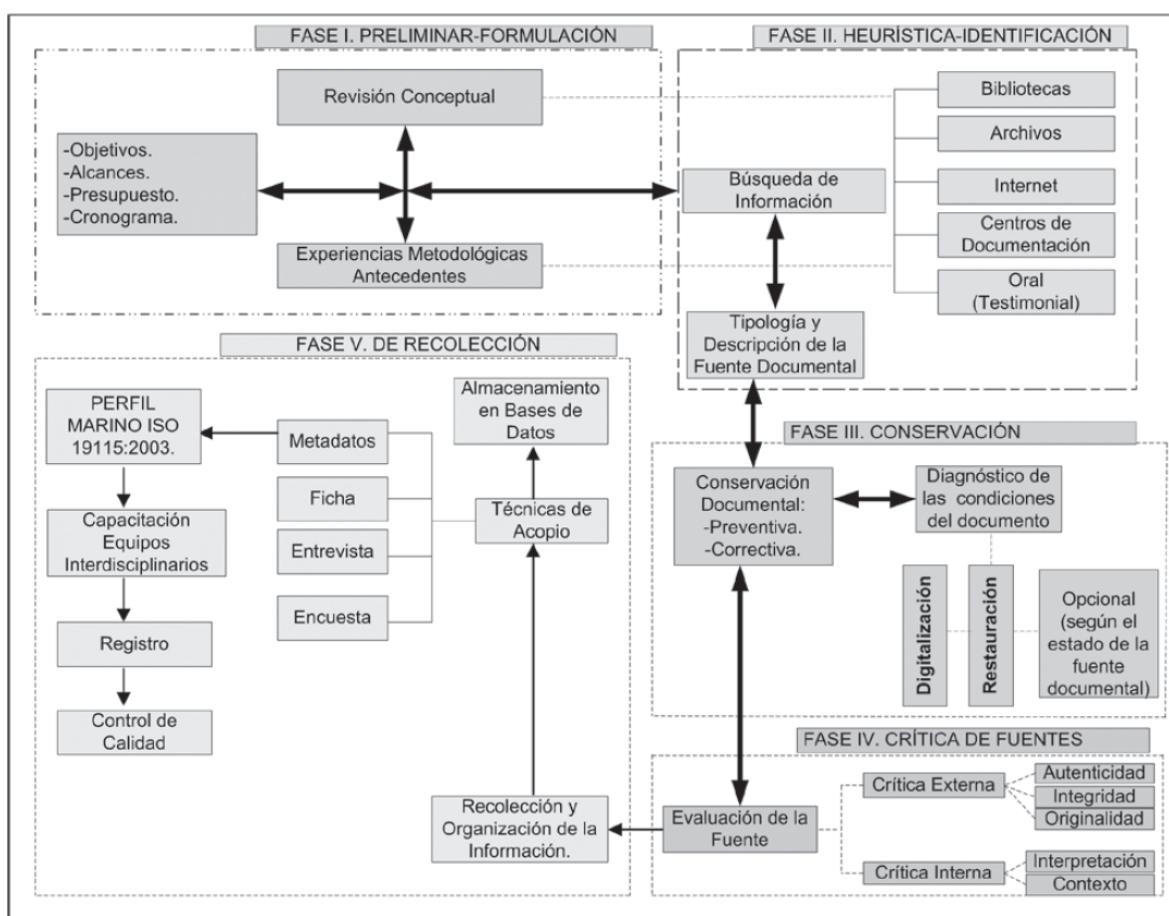 FASE I. PRELIMINAR-FORMULACIÓN
Revisión Conceptual
-Objetivos.
-Alcances.
-Presupuesto.
-Cronograma.
Experiencias Metodológicas
Antecedentes
FASE II. HEURÍSTICA-IDENTIFICACIÓN
Bibliotecas
Archivos
Internet
Centros de
Documentación
Oral
(Testimonial)
Búsqueda de
Información
Tipología y
Descripción de la
Fuente Documental
FASE III. CONSERVACIÓN
Conservación
Documental:
-Preventiva.
-Correctiva.
Diagnóstico de
las condiciones
del documento
Digitalización
Restauración
Opcional
(según el
estado de la
fuente
documental)
FASE IV. CRÍTICA DE FUENTES
Evaluación de la
Fuente
Crítica Externa
Autenticidad
Integridad
Originalidad
Crítica Interna
Interpretación
Contexto
FASE V. DE RECOLECCIÓN
Recolección y
Organización de la
Información.
Técnicas de
Acopio
Almacenamiento
en Bases de
Datos
Metadatos
Ficha
Entrevista
Encuesta
PERFIL
MARINO ISO
19115:2003.
Capacitación
Equipos
Interdisciplinarios
Registro
Control de
Calidad